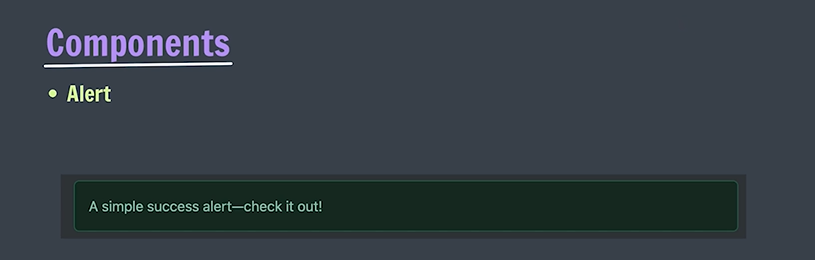 Components
• Alert
A simple success alert—check it out!